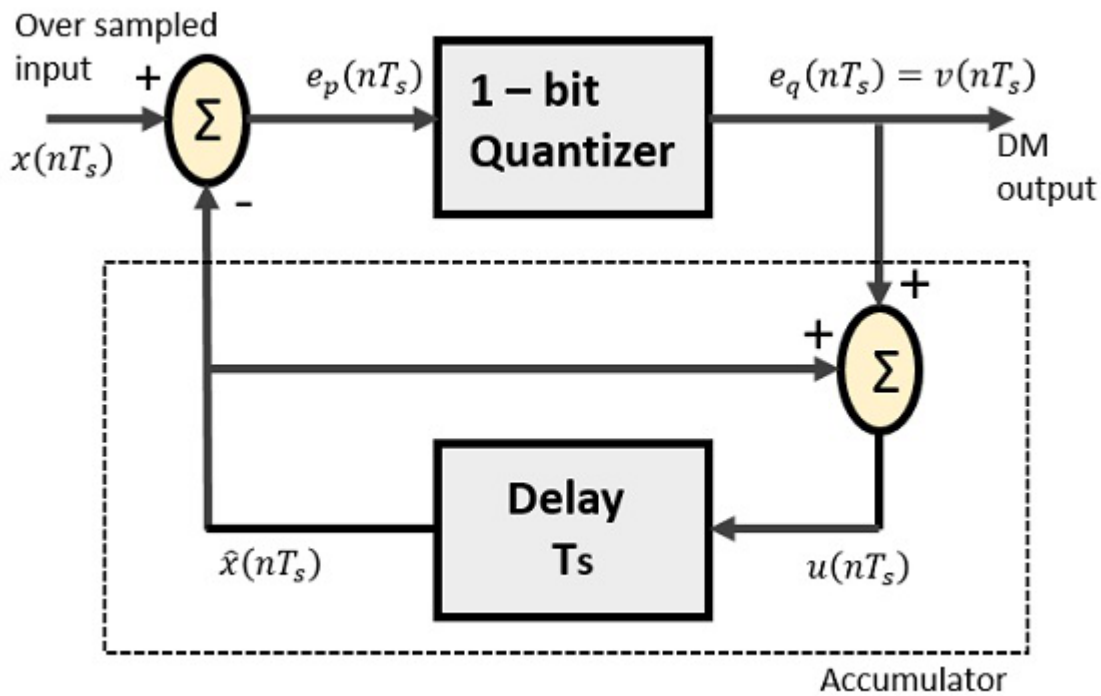 Over sampled
input
+
Σ
e_p(nT_s)
1 – bit
Quantizer
e_q(nT_s) = v(nT_s)
x(nT_s)
DM
output
-
+
+
Σ
Delay
Ts
x̂(nT_s)
u(nT_s)
Accumulator